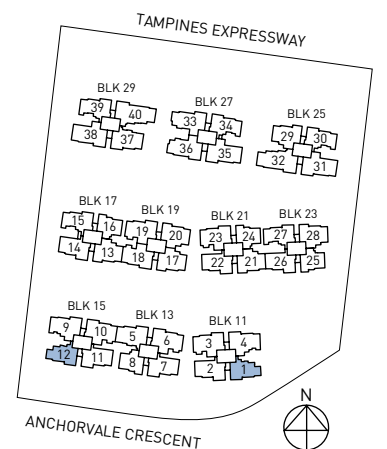 TAMPINES EXPRESSWAY
BLK 29
BLK 27
BLK 25
39 40
38 37
33 34
36 35
29 30
32 31
BLK 17
BLK 19
BLK 21
BLK 23
15 16
14 13
19 20
18 17
23 24
22 21
27 28
26 25
BLK 15
BLK 13
BLK 11
9 10
12 11
5 6
8 7
3 4
2 1
N
ANCHORVALE CRESCENT